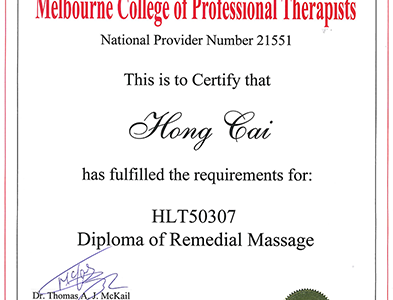 Melbourne College of Professional Therapists
National Provider Number 21551
This is to Certify that
Hong Cai
has fulfilled the requirements for:
HLT50307
Diploma of Remedial Massage
Dr. Thomas A. J. McKail